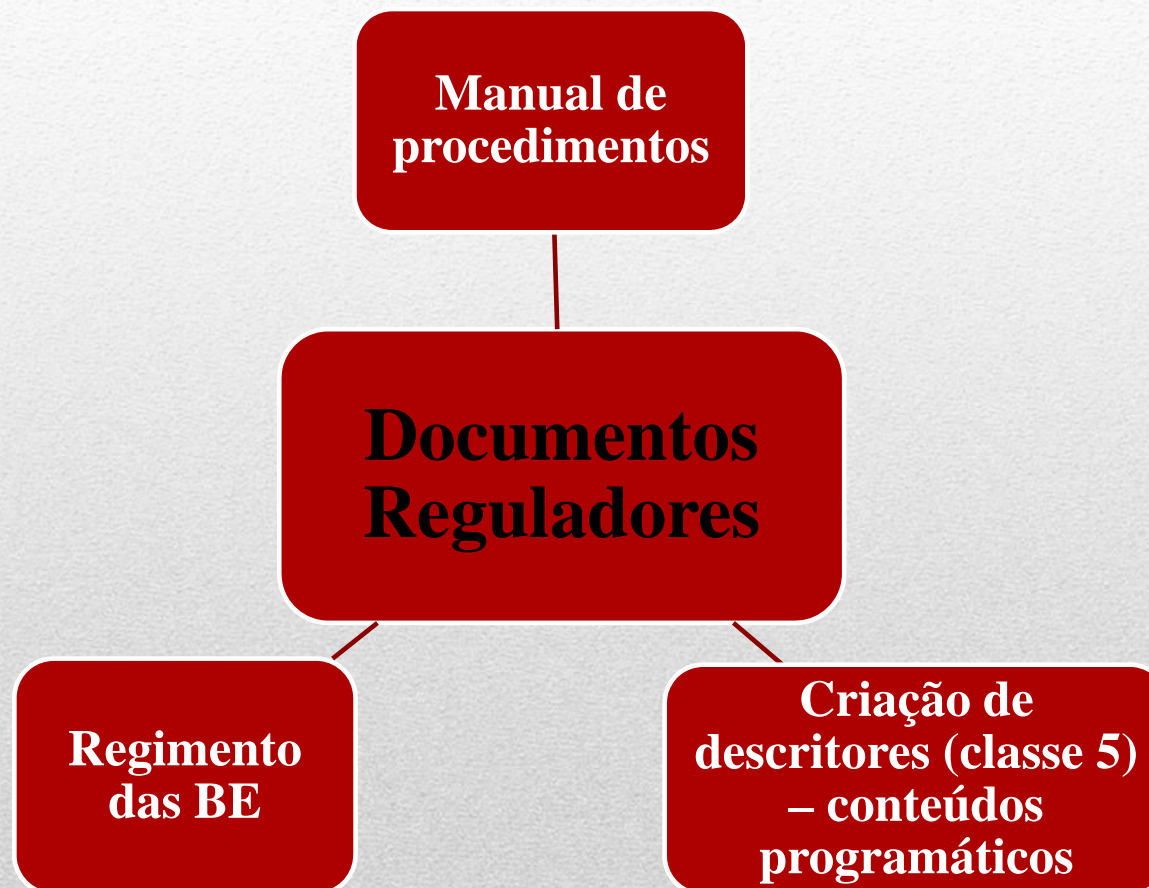 Manual de
procedimentos
Documentos
Reguladores
Regimento
das BE
Criação de
descritores (classe 5)
– conteúdos
programáticos